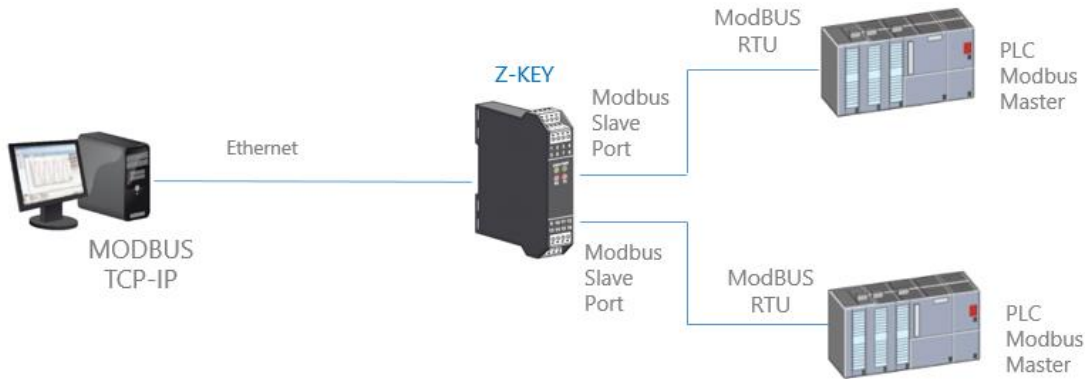 ModBUS
RTU
PLC
Modbus
Master
Z-KEY
Modbus
Slave
Port
Ethernet
MODBUS
TCP-IP
Modbus
Slave
Port
ModBUS
RTU
PLC
Modbus
Master